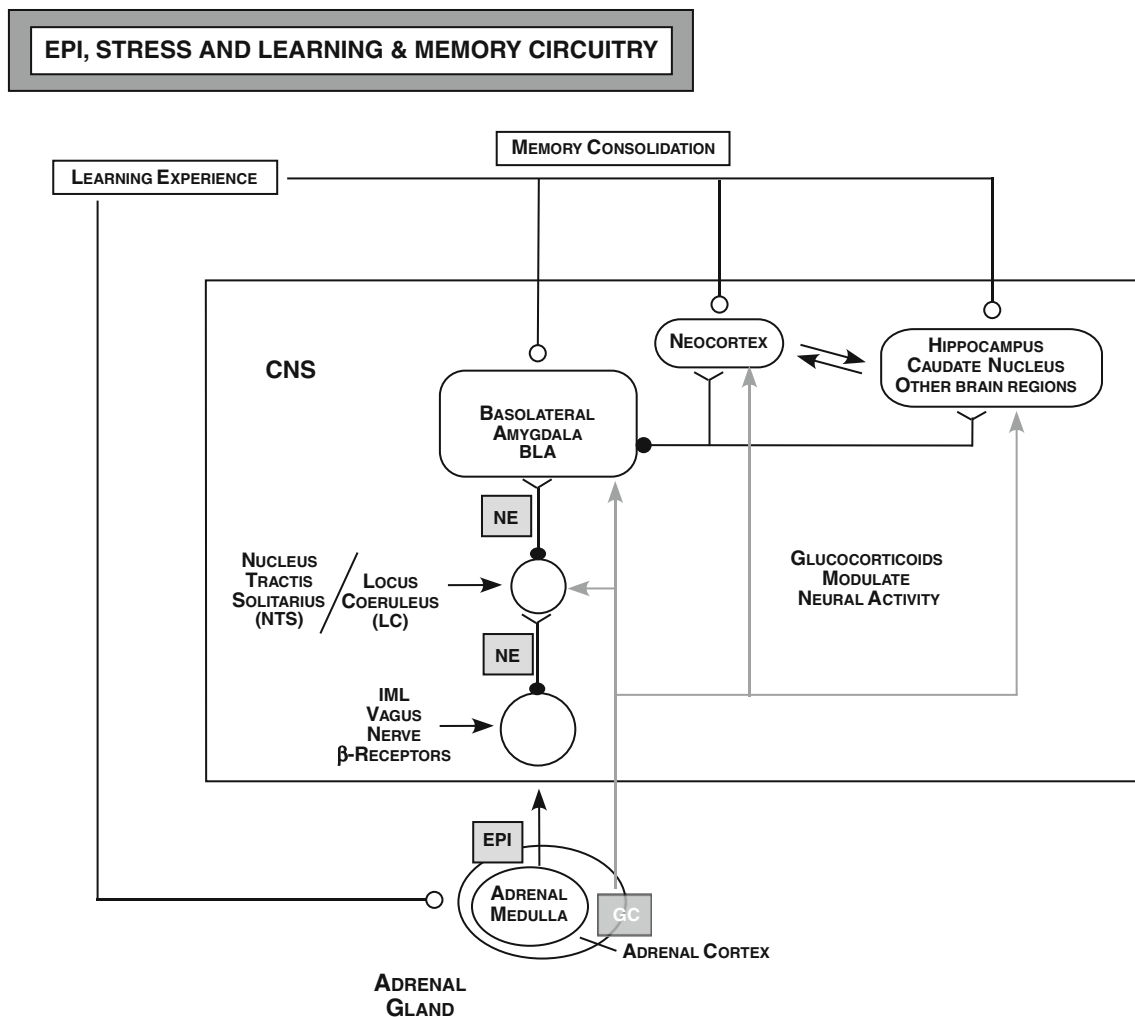 EPI, STRESS AND LEARNING & MEMORY CIRCUITRY
MEMORY CONSOLIDATION
LEARNING EXPERIENCE
CNS
NEOCORTEX
HIPPOCAMPUS
CAUDATE NUCLEUS
OTHER BRAIN REGIONS
BASOLATERAL
AMYGDALA
BLA
NE
NUCLEUS
TRACTIS
SOLITARIUS
(NTS)
LOCUS
COERULEUS
(LC)
GLUCOCORTICOIDS
MODULATE
NEURAL ACTIVITY
NE
IML
VAGUS
NERVE
β-RECEPTORS
EPI
ADRENAL
MEDULLA
GC
ADRENAL CORTEX
ADRENAL
GLAND